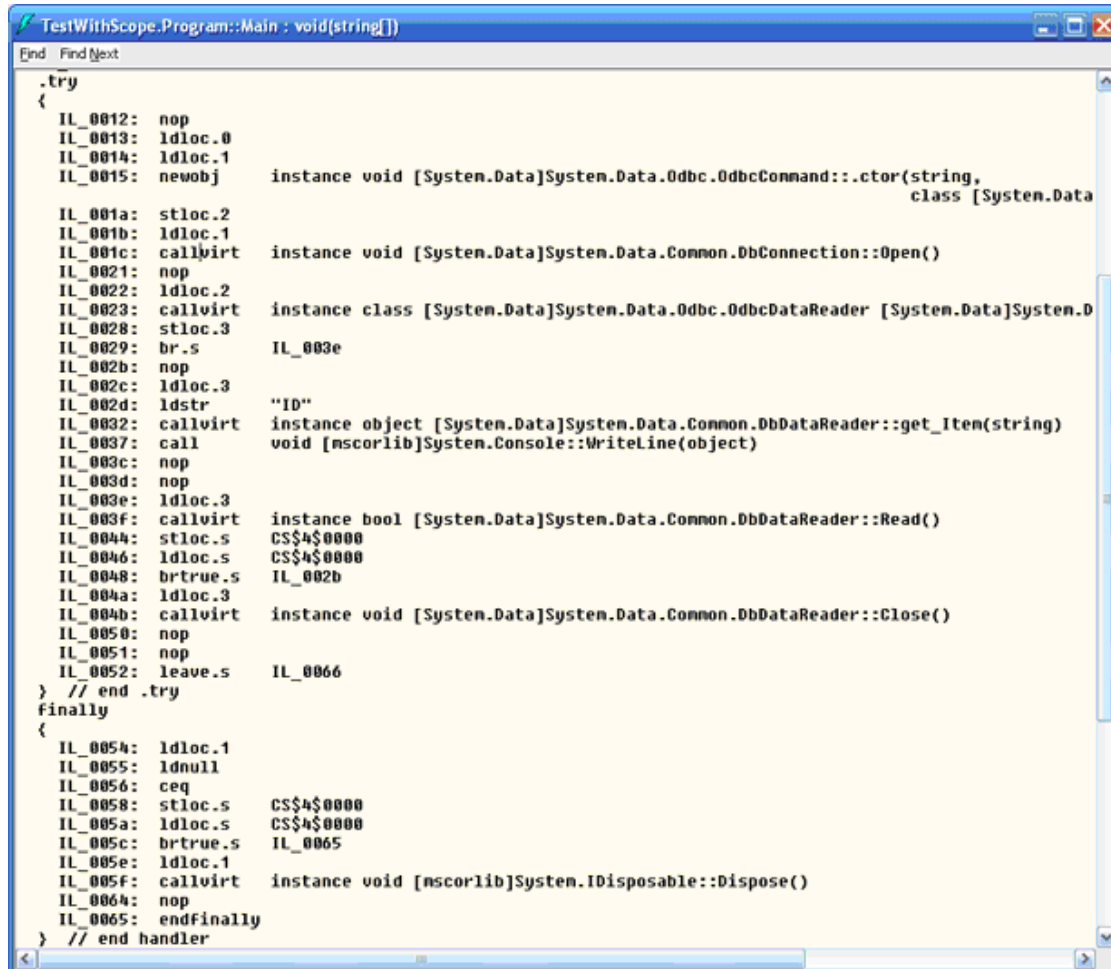 TestWithScope.Program::Main : void(string[])
Find Find Next
.try
{
IL_0012: nop
IL_0013: ldloc.0
IL_0014: ldloc.1
IL_0015: newobj instance void [System.Data]System.Data.Odbc.OdbcCommand::.ctor(string,
class [System.Data
IL_001a: stloc.2
IL_001b: ldloc.1
IL_001c: callvirt instance void [System.Data]System.Data.Common.DbConnection::Open()
IL_0021: nop
IL_0022: ldloc.2
IL_0023: callvirt instance class [System.Data]System.Data.Odbc.OdbcDataReader [System.Data]System.D
IL_0028: stloc.3
IL_0029: br.s IL_003e
IL_002b: nop
IL_002c: ldloc.3
IL_002d: ldstr "ID"
IL_0032: callvirt instance object [System.Data]System.Data.Common.DbDataReader::get_Item(string)
IL_0037: call void [mscorlib]System.Console::WriteLine(object)
IL_003c: nop
IL_003d: nop
IL_003e: ldloc.3
IL_003f: callvirt instance bool [System.Data]System.Data.Common.DbDataReader::Read()
IL_0044: stloc.s CS$4$0000
IL_0046: ldloc.s CS$4$0000
IL_0048: brtrue.s IL_002b
IL_004a: ldloc.3
IL_004b: callvirt instance void [System.Data]System.Data.Common.DbDataReader::Close()
IL_0050: nop
IL_0051: nop
IL_0052: leave.s IL_0066
} // end .try
finally
{
IL_0054: ldloc.1
IL_0055: ldnull
IL_0056: ceq
IL_0058: stloc.s CS$4$0000
IL_005a: ldloc.s CS$4$0000
IL_005c: brtrue.s IL_0065
IL_005e: ldloc.1
IL_005f: callvirt instance void [mscorlib]System.IDisposable::Dispose()
IL_0064: nop
IL_0065: endfinally
} // end handler